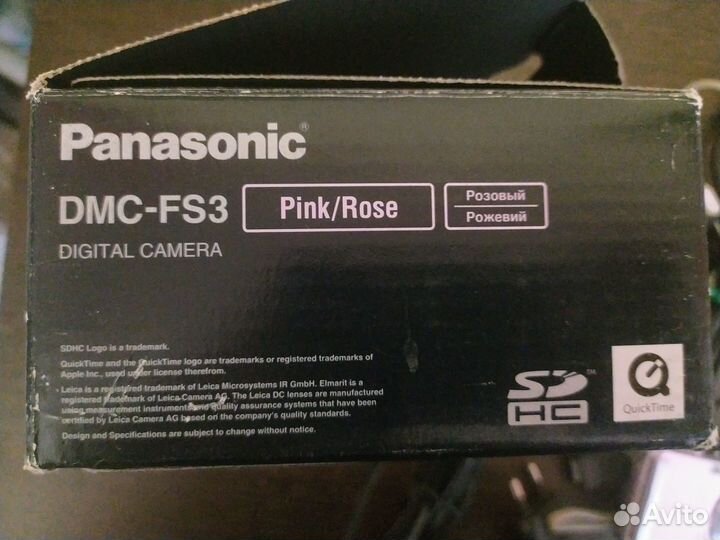 Panasonic®
DMC-FS3
Pink/Rose
Розовый
Рожевий
DIGITAL CAMERA
SDHC Logo is a trademark.
QuickTime and the QuickTime logo are trademarks or registered trademarks of
Apple Inc., used under license therefrom.
Leica is a registered trademark of Leica Microsystems IR GmbH. Elmarit is a
registered trademark of Leica Camera AG. The Leica DC lenses are manufactured
using measurement instruments and quality assurance systems that have been
certified by Leica Camera AG based on the company's quality standards.
Design and Specifications are subject to change without notice.
SD™
HC
QuickTime
Avito